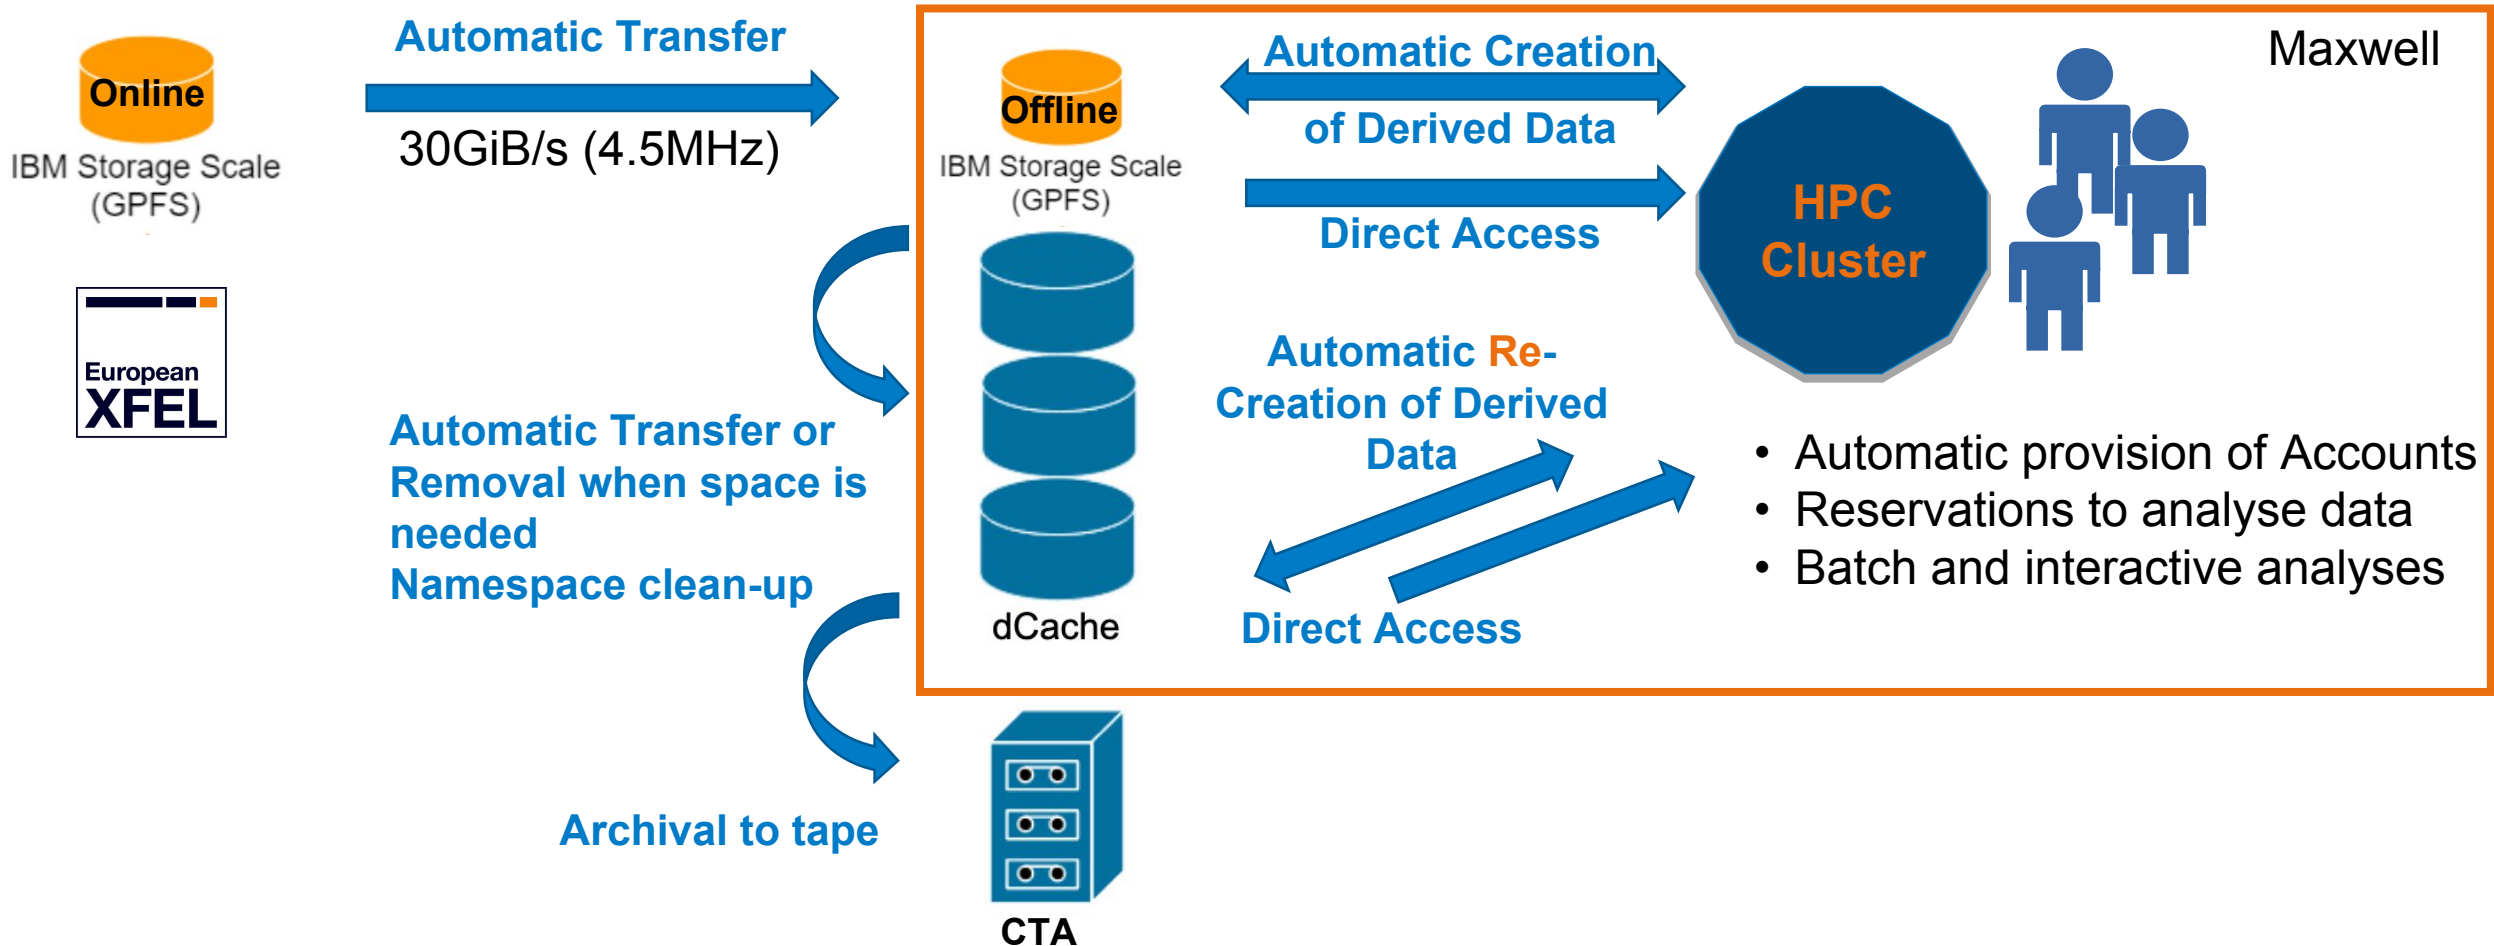 Automatic Transfer
Online
30GiB/s (4.5MHz)
IBM Storage Scale
(GPFS)
European
XFEL
Maxwell
Automatic Creation
of Derived Data
Offline
IBM Storage Scale
(GPFS)
Direct Access
HPC
Cluster
Automatic Re-
Creation of Derived
Data
Automatic Transfer or
Removal when space is
needed
Namespace clean-up
dCache
Direct Access
• Automatic provision of Accounts
• Reservations to analyse data
• Batch and interactive analyses
Archival to tape
CTA